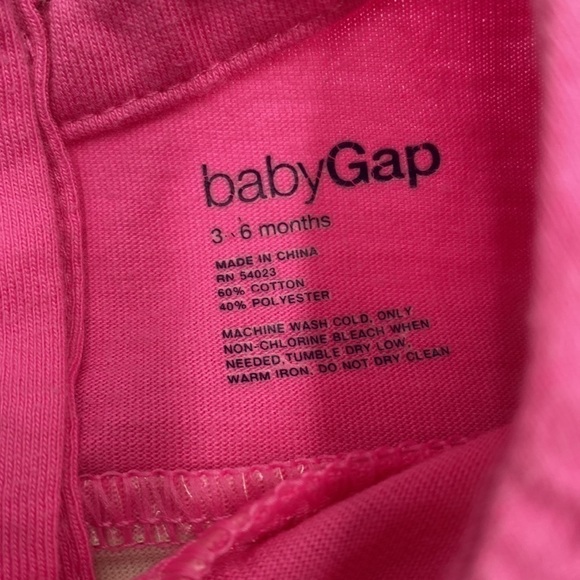 babyGap
3-6 months
MADE IN CHINA
RN 54023
60% COTTON
40% POLYESTER
MACHINE WASH COLD, ONLY
NON-CHLORINE BLEACH WHEN
NEEDED, TUMBLE DRY LOW,
WARM IRON, DO NOT DRY CLEAN